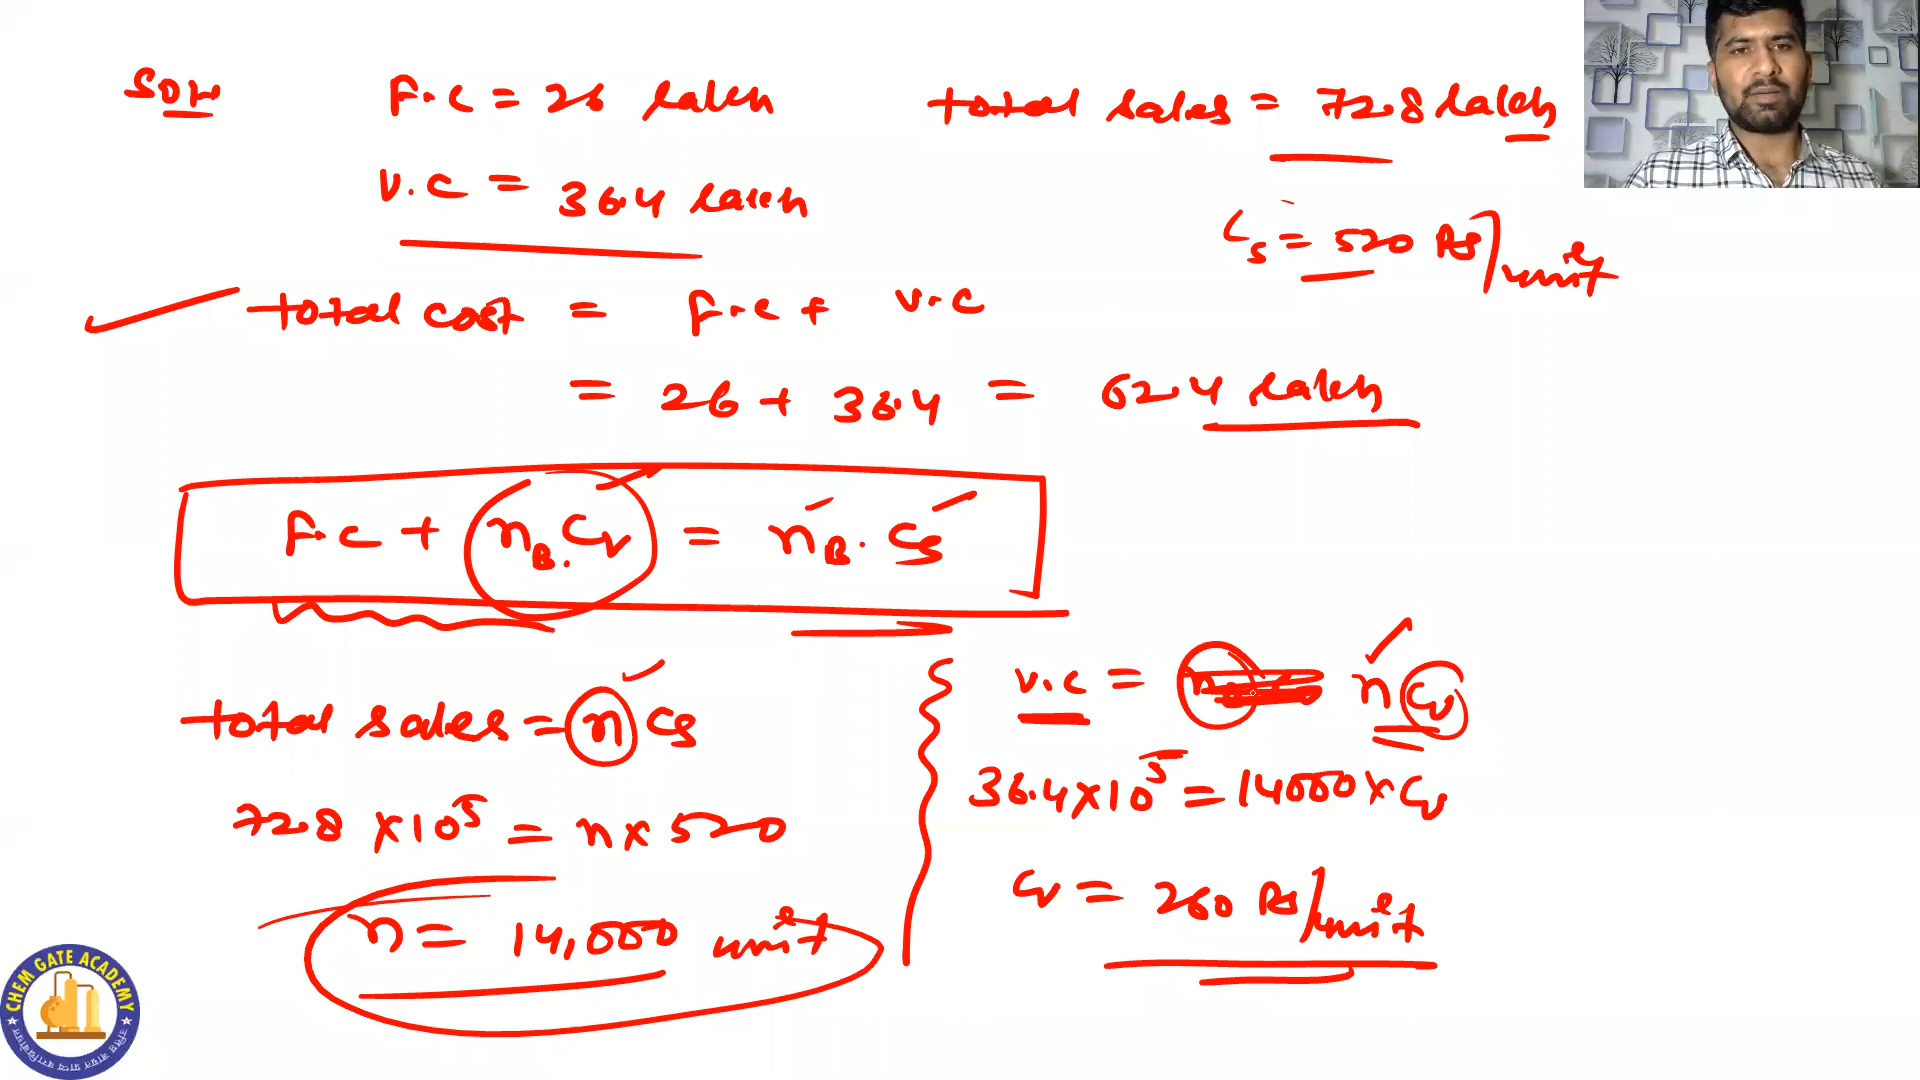 Soln
F.C = 26 lakh
V.C = 36.4 lakh
total sales = 72.8 lakh
Cs = 520 Rs/unit
total cost = F.C + V.C
= 26 + 36.4 = 62.4 lakh
F.C + nB.Cv = nB.Cs
total sales = n Cs
72.8 × 10^5 = n × 520
n = 14,000 unit
V.C = n Cv
36.4 × 10^5 = 14000 × Cv
Cv = 260 Rs/unit
CHEM GATE ACADEMY